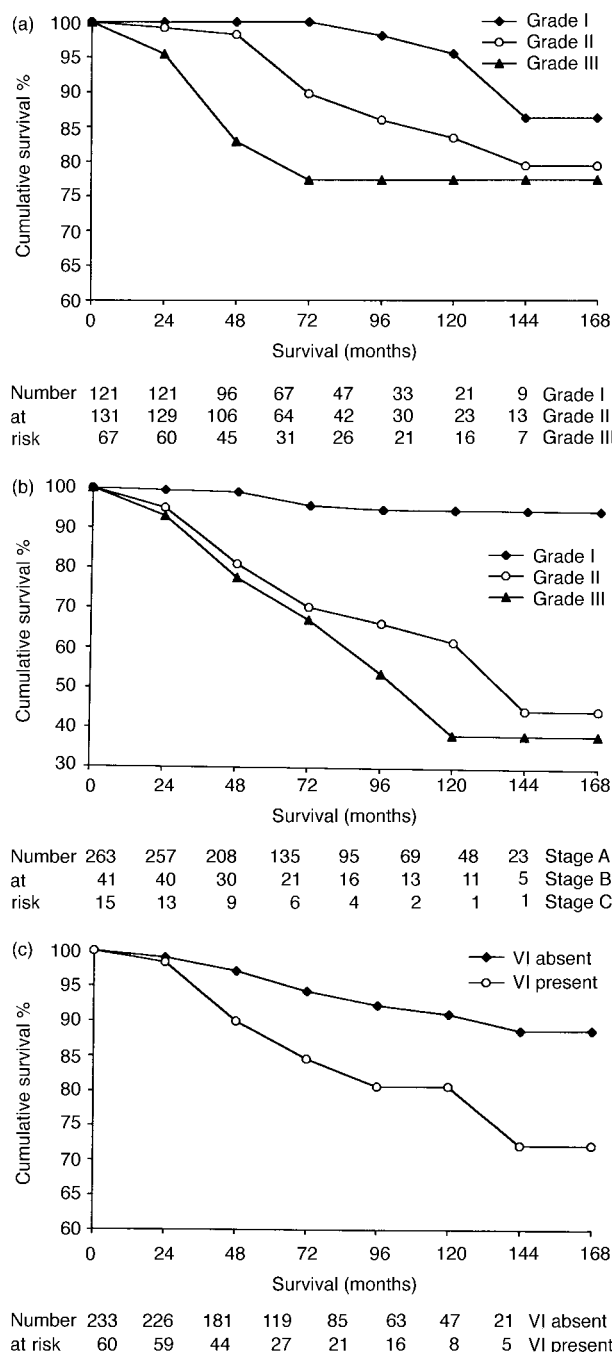 (a)
Cumulative survival %
100
95
90
85
80
75
70
65
60
Grade I
Grade II
Grade III
0 24 48 72 96 120 144 168
Survival (months)
Number 121 121 96 67 47 33 21 9 Grade I
at 131 129 106 64 42 30 23 13 Grade II
risk 67 60 45 31 26 21 16 7 Grade III
(b)
Cumulative survival %
100
90
80
70
60
50
40
30
Grade I
Grade II
Grade III
0 24 48 72 96 120 144 168
Survival (months)
Number 263 257 208 135 95 69 48 23 Stage A
at 41 40 30 21 16 13 11 5 Stage B
risk 15 13 9 6 4 2 1 1 Stage C
(c)
Cumulative survival %
100
95
90
85
80
75
70
65
60
VI absent
VI present
0 24 48 72 96 120 144 168
Survival (months)
Number 233 226 181 119 85 63 47 21 VI absent
at risk 60 59 44 27 21 16 8 5 VI present